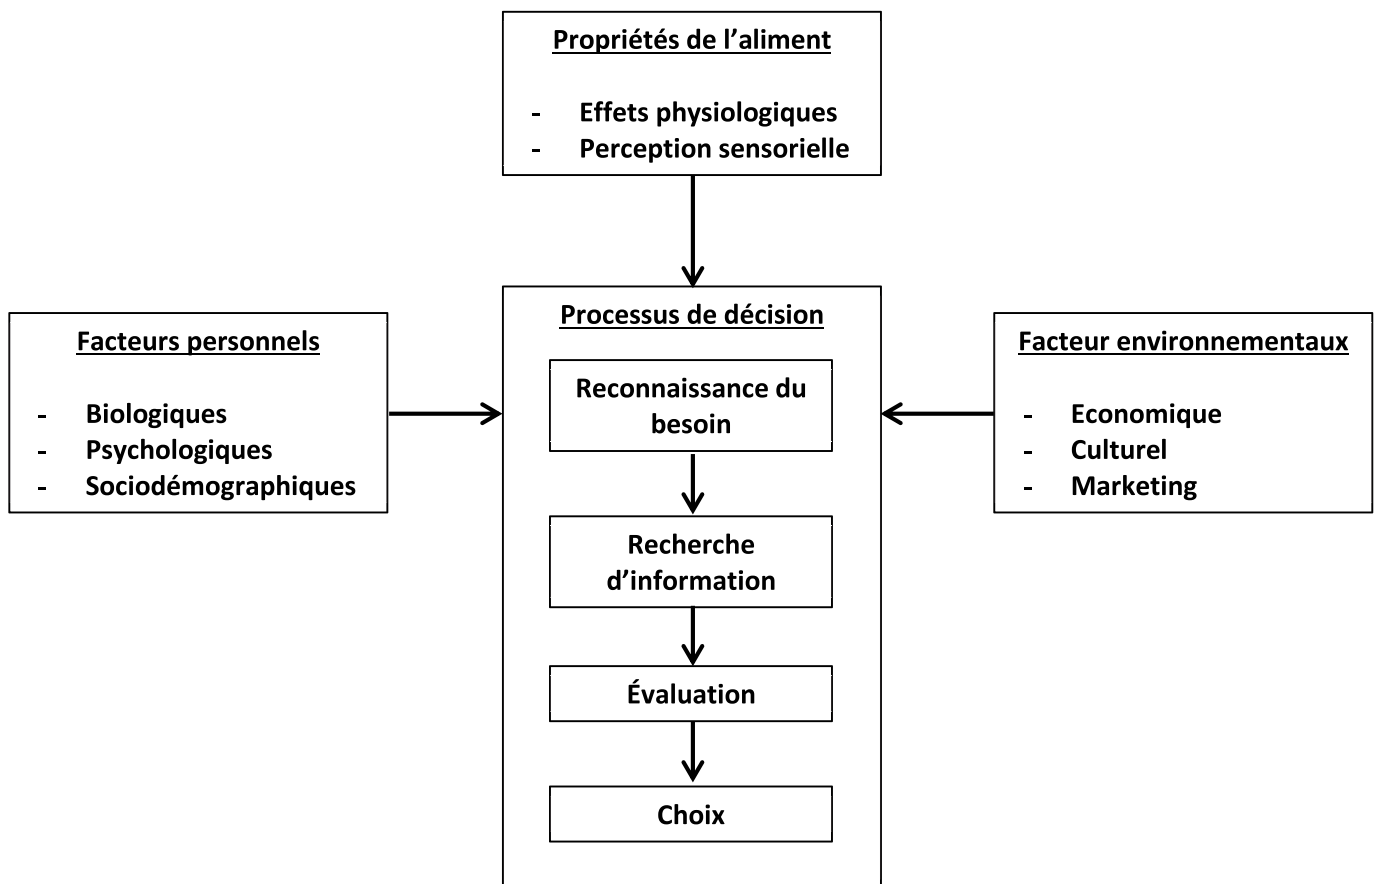 Propriétés de l’aliment
- Effets physiologiques
- Perception sensorielle
Facteurs personnels
- Biologiques
- Psychologiques
- Sociodémographiques
Processus de décision
Reconnaissance du
besoin
Recherche
d’information
Évaluation
Choix
Facteur environnementaux
- Economique
- Culturel
- Marketing